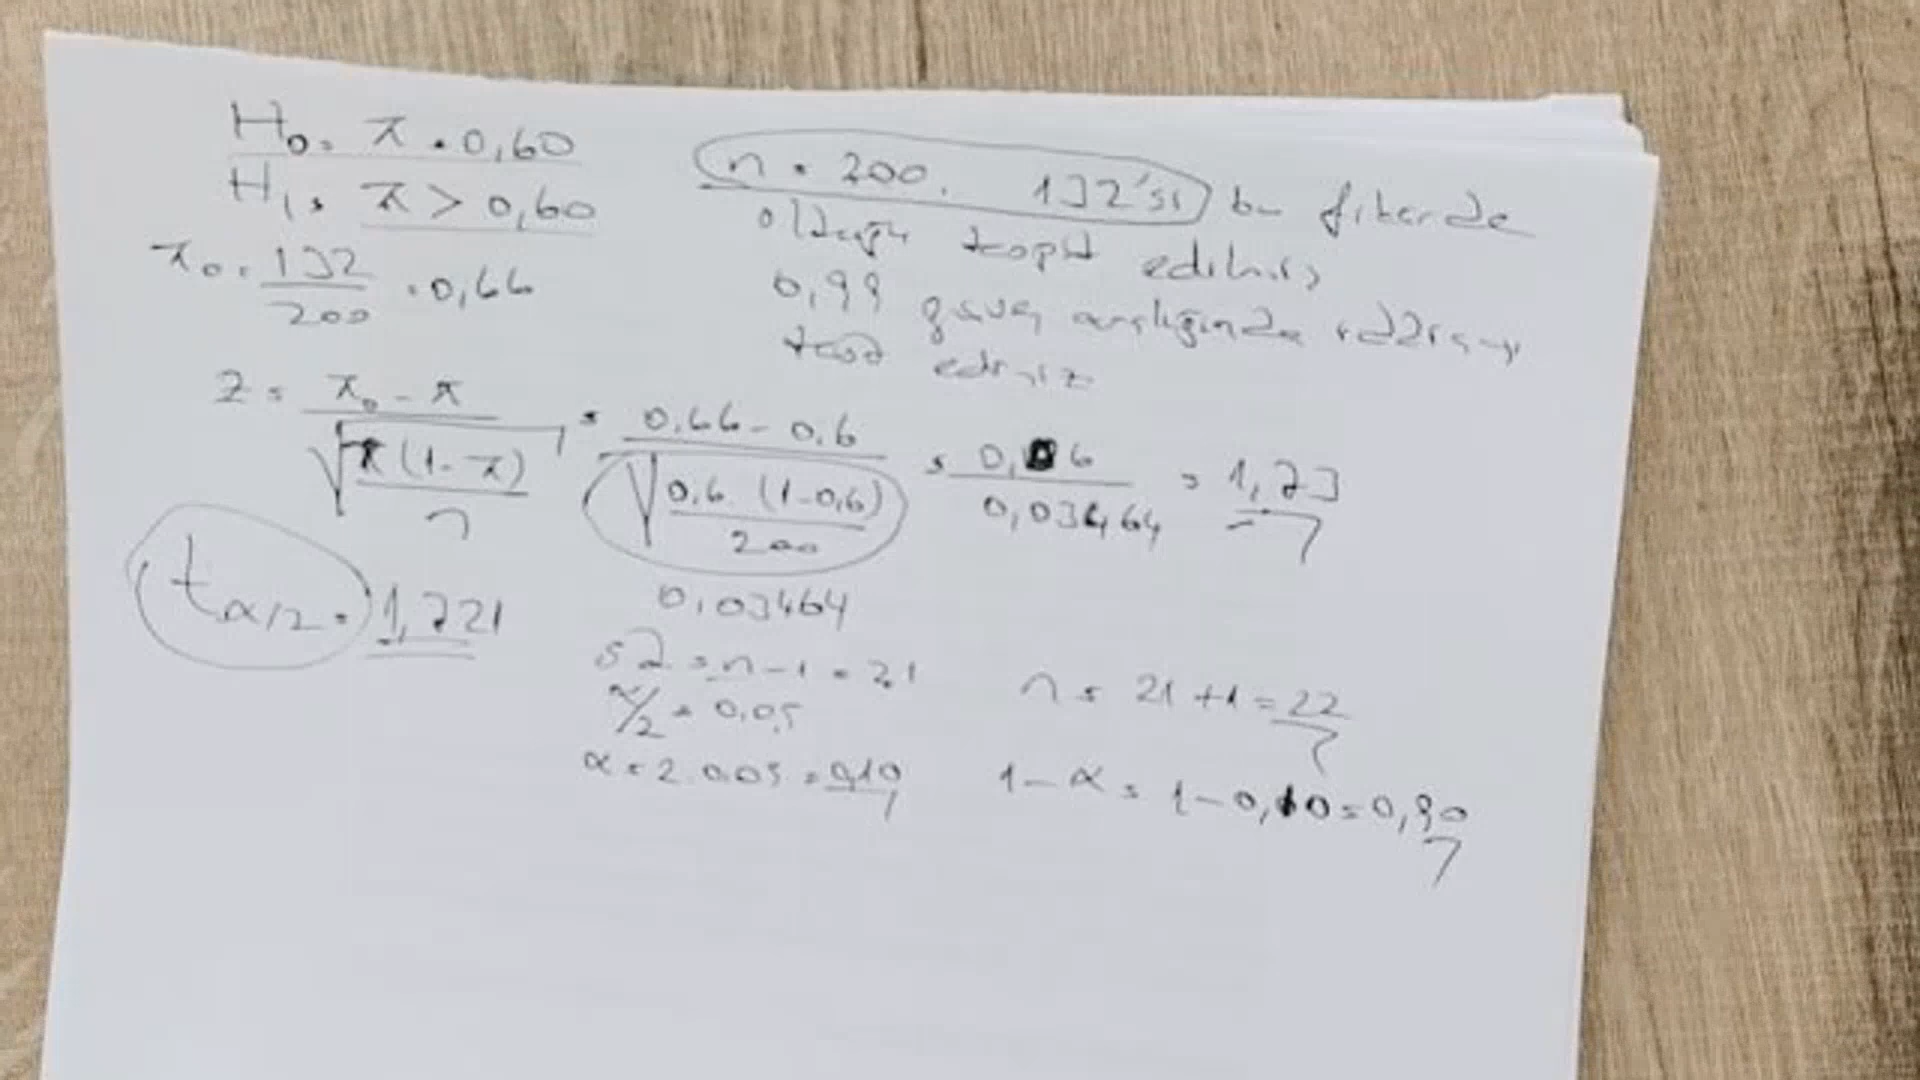 H₀: π = 0,60
H₁: π > 0,60
n = 200. 132'si bu fikirde
olduğu tespit edilmiş
0,99 güven aralığında iddiayı
test ediniz
π₀ = 132/200 = 0,66
z = (π₀ - π)/√(π(1-π)/n) = (0,66 - 0,6)/√(0,6 (1-0,6)/200) = 0,06/0,03464 = 1,73
0,03464
t α/2 = 1,721
sd = n - 1 = 21
n = 21 + 1 = 22
α/2 = 0,05
α = 2.0.05 = 0,10
1 - α = 1 - 0,10 = 0,90